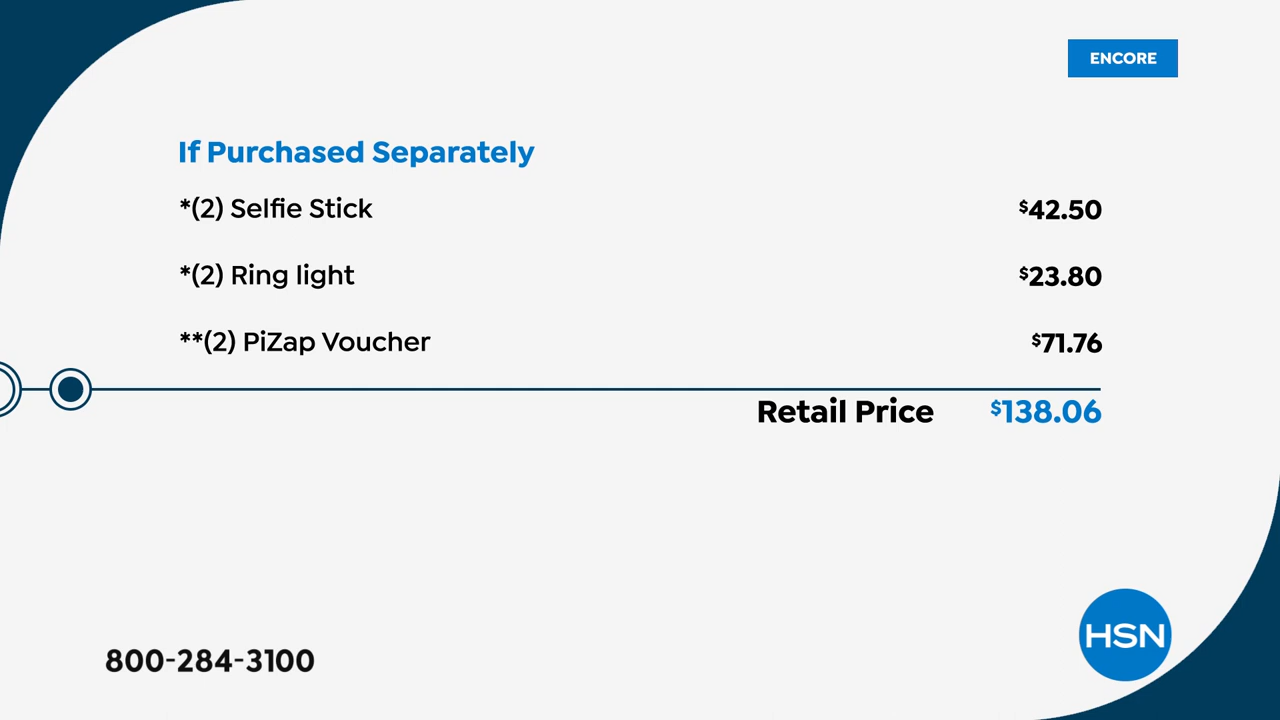 ENCORE
If Purchased Separately
*(2) Selfie Stick $42.50
*(2) Ring light $23.80
**(2) PiZap Voucher $71.76
Retail Price $138.06
800-284-3100
HSN